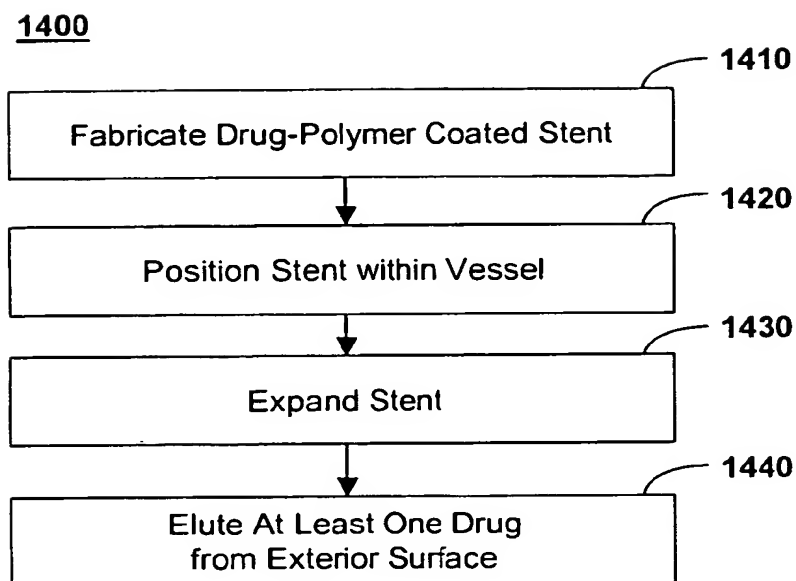 1400
1410
Fabricate Drug-Polymer Coated Stent
1420
Position Stent within Vessel
1430
Expand Stent
1440
Elute At Least One Drug
from Exterior Surface